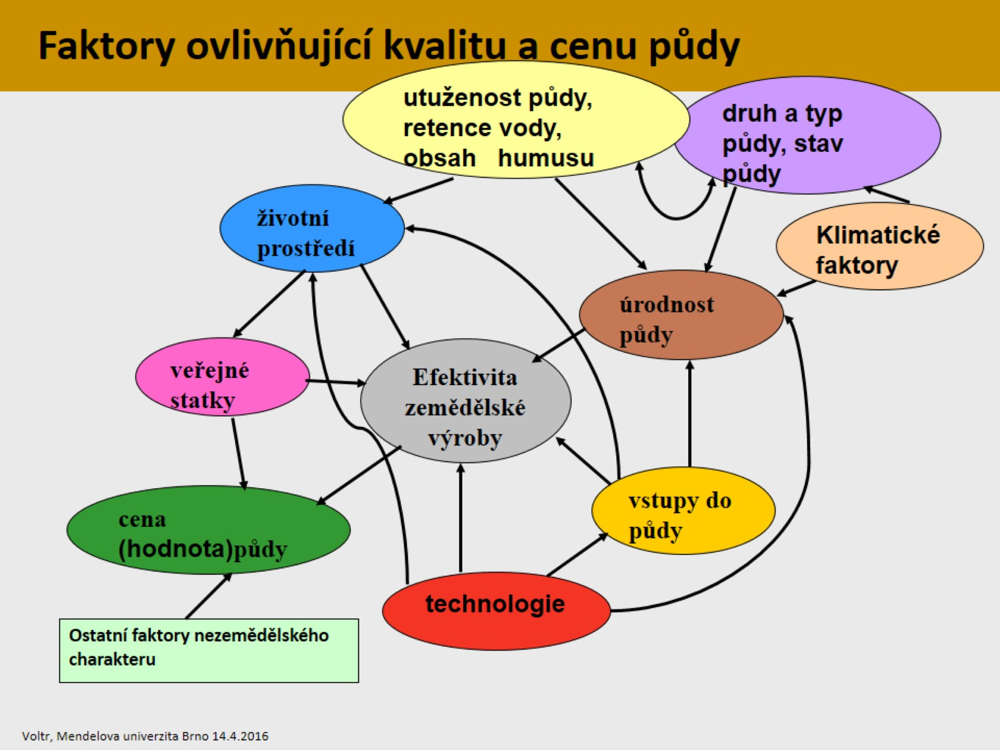 Faktory ovlivňující kvalitu a cenu půdy
utuženost půdy,
retence vody,
obsah humusu
druh a typ
půdy, stav
půdy
životní
prostředí
Klimatické
faktory
úrodnost
půdy
veřejné
statky
Efektivita
zemědělské
výroby
cena
(hodnota)půdy
vstupy do
půdy
technologie
Ostatní faktory nezemědělského
charakteru
Voltr, Mendelova univerzita Brno 14.4.2016